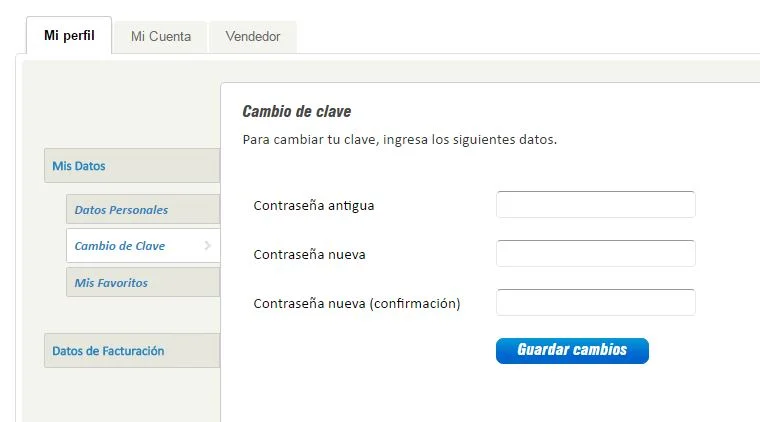 Mi perfil
Mi Cuenta
Vendedor
Cambio de clave
Para cambiar tu clave, ingresa los siguientes datos.
Mis Datos
Datos Personales
Cambio de Clave
Mis Favoritos
Datos de Facturación
Contraseña antigua
Contraseña nueva
Contraseña nueva (confirmación)
Guardar cambios